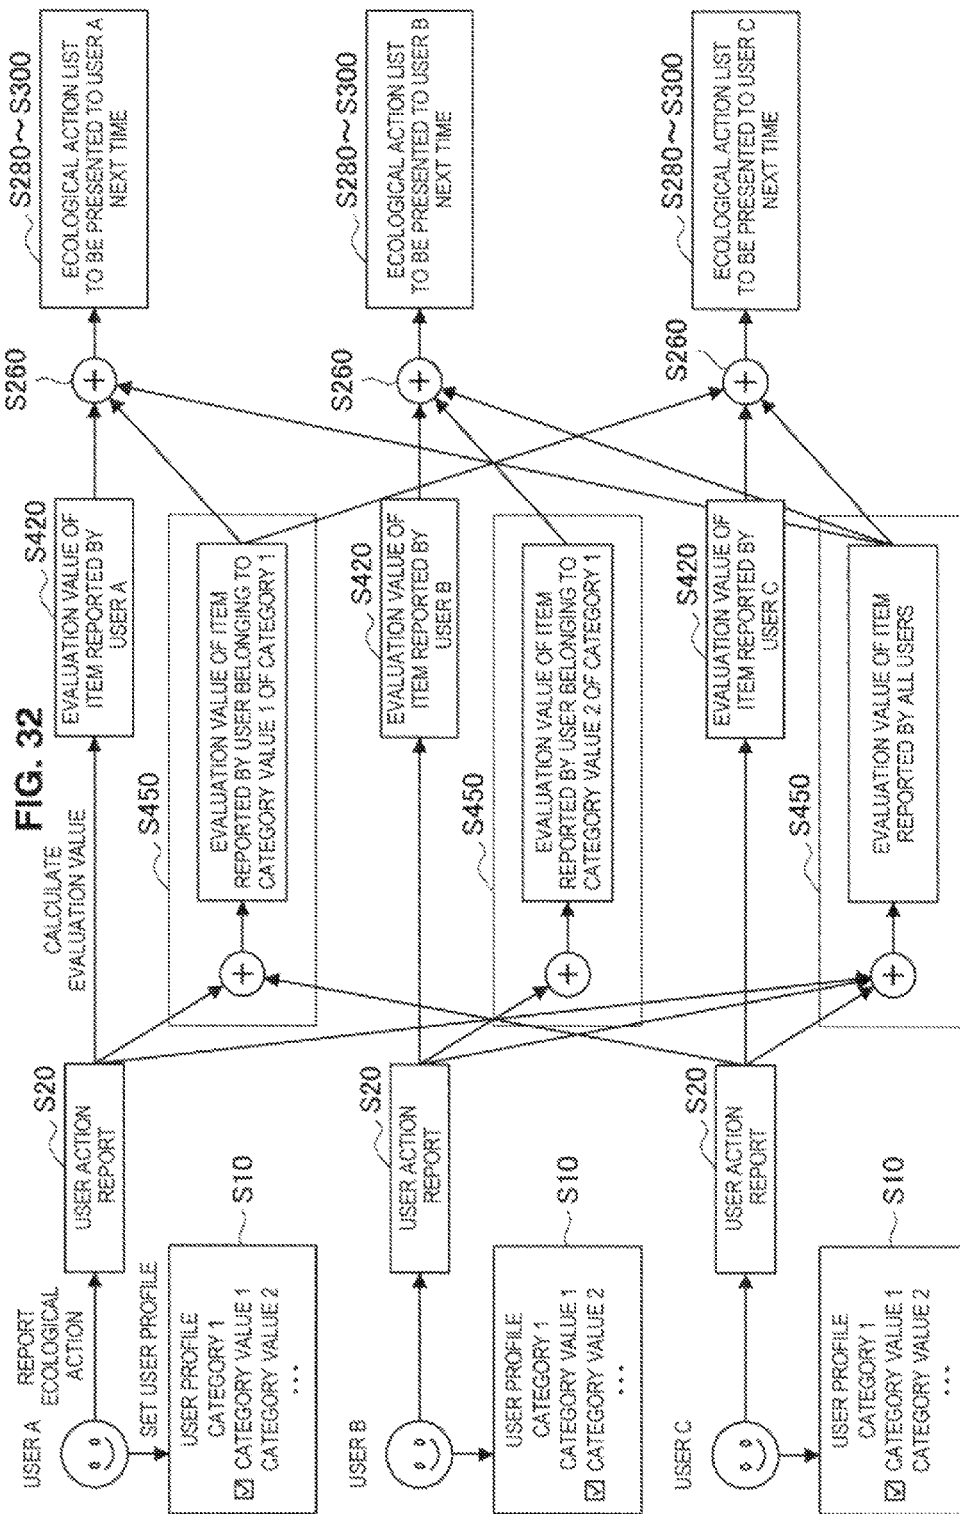 FIG. 32
USER A
REPORT
ECOLOGICAL
ACTION
SET USER PROFILE
USER PROFILE
CATEGORY 1
☑ CATEGORY VALUE 1
CATEGORY VALUE 2
...
S10
USER ACTION
REPORT
S20
CALCULATE
EVALUATION VALUE
EVALUATION VALUE OF
ITEM REPORTED BY
USER A
S420
S450
+
EVALUATION VALUE OF ITEM
REPORTED BY USER BELONGING TO
CATEGORY VALUE 1 OF CATEGORY 1
S260
+
ECOLOGICAL ACTION LIST
TO BE PRESENTED TO USER A
NEXT TIME
S280~S300
USER B
USER PROFILE
CATEGORY 1
CATEGORY VALUE 1
☑ CATEGORY VALUE 2
...
S10
USER ACTION
REPORT
S20
EVALUATION VALUE OF
ITEM REPORTED BY
USER B
S420
S450
+
EVALUATION VALUE OF ITEM
REPORTED BY USER BELONGING TO
CATEGORY VALUE 2 OF CATEGORY 1
S260
+
ECOLOGICAL ACTION LIST
TO BE PRESENTED TO USER B
NEXT TIME
S280~S300
USER C
USER PROFILE
CATEGORY 1
☑ CATEGORY VALUE 1
CATEGORY VALUE 2
...
S10
USER ACTION
REPORT
S20
EVALUATION VALUE OF
ITEM REPORTED BY
USER C
S420
S450
+
EVALUATION VALUE OF ITEM
REPORTED BY ALL USERS
S260
+
ECOLOGICAL ACTION LIST
TO BE PRESENTED TO USER C
NEXT TIME
S280~S300